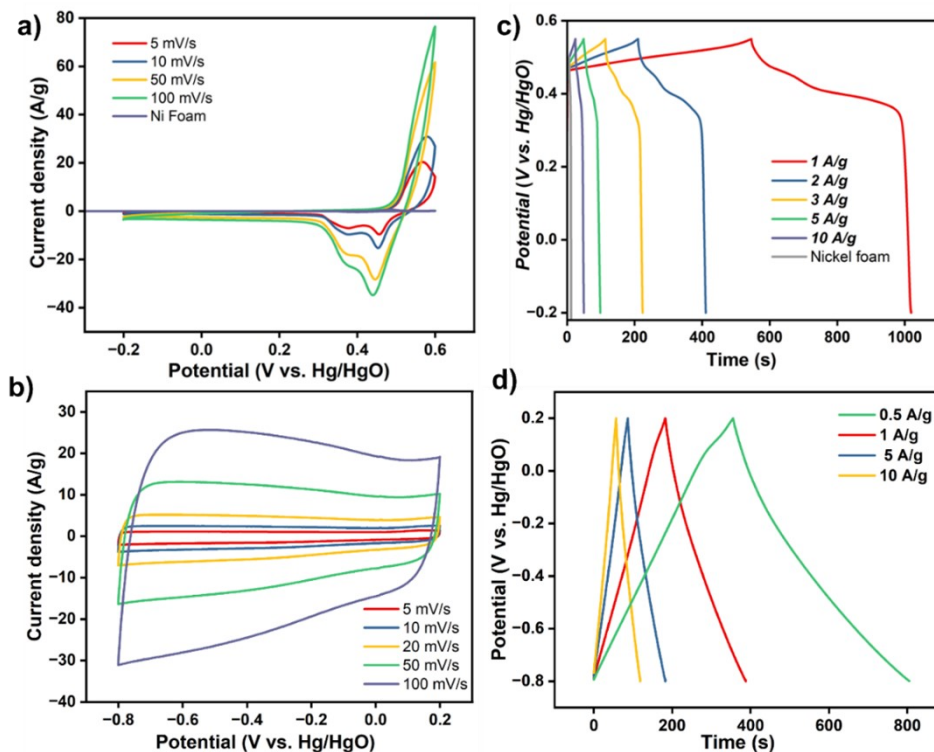 a)
80
60
40
20
0
−20
−40
Current density (A/g)
5 mV/s
10 mV/s
50 mV/s
100 mV/s
Ni Foam
−0.2
0.0
0.2
0.4
0.6
Potential (V vs. Hg/HgO)
c)
0.6
0.4
0.2
0.0
−0.2
Potential (V vs. Hg/HgO)
1 A/g
2 A/g
3 A/g
5 A/g
10 A/g
Nickel foam
0
200
400
600
800
1000
Time (s)
b)
30
20
10
0
−10
−20
−30
−40
Current density (A/g)
5 mV/s
10 mV/s
20 mV/s
50 mV/s
100 mV/s
−0.8
−0.6
−0.4
−0.2
0.0
0.2
Potential (V vs. Hg/HgO)
d)
0.2
0.0
−0.2
−0.4
−0.6
−0.8
Potential (V vs. Hg/HgO)
0.5 A/g
1 A/g
5 A/g
10 A/g
0
200
400
600
800
Time (s)